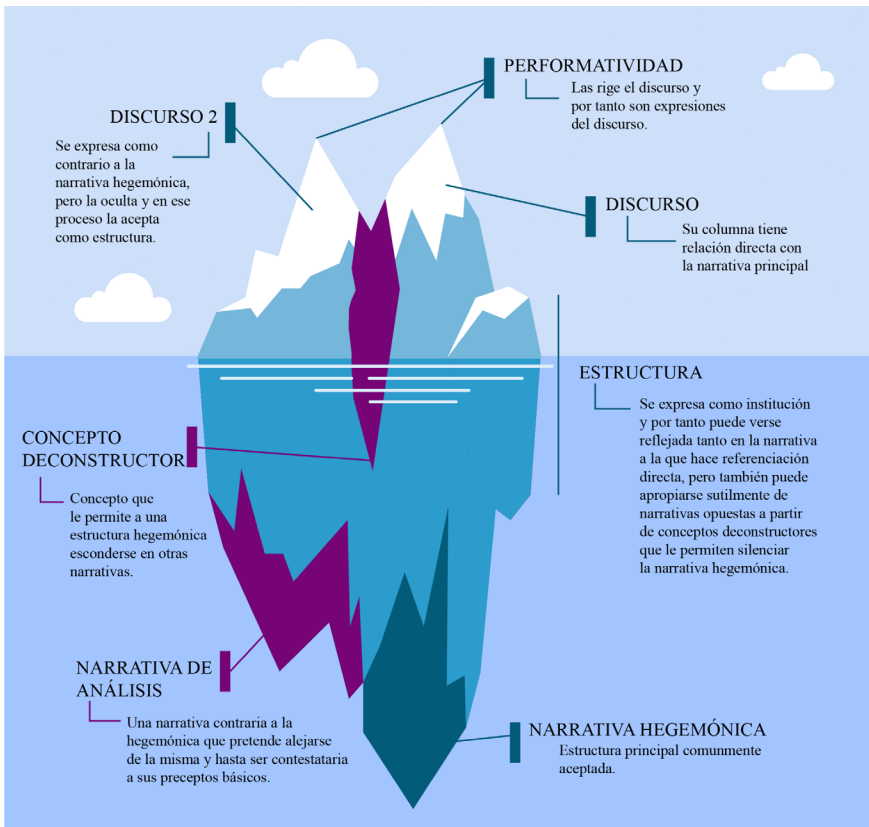 PERFORMATIVIDAD
Las rige el discurso y
por tanto son expresiones
del discurso.
DISCURSO 2
Se expresa como
contrario a la
narrativa hegemónica,
pero la oculta y en ese
proceso la acepta
como estructura.
DISCURSO
Su columna tiene
relación directa con
la narrativa principal
ESTRUCTURA
Se expresa como institución
y por tanto puede verse
reflejada tanto en la narrativa
a la que hace referenciación
directa, pero también puede
apropiarse sutilmente de
narrativas opuestas a partir
de conceptos deconstructores
que le permiten silenciar
la narrativa hegemónica.
CONCEPTO
DECONSTRUCTOR
Concepto que
le permite a una
estructura hegemónica
esconderse en otras
narrativas.
NARRATIVA DE
ANÁLISIS
Una narrativa contraria a la
hegemónica que pretende alejarse
de la misma y hasta ser contestataria
a sus preceptos básicos.
NARRATIVA HEGEMÓNICA
Estructura principal comunmente
aceptada.